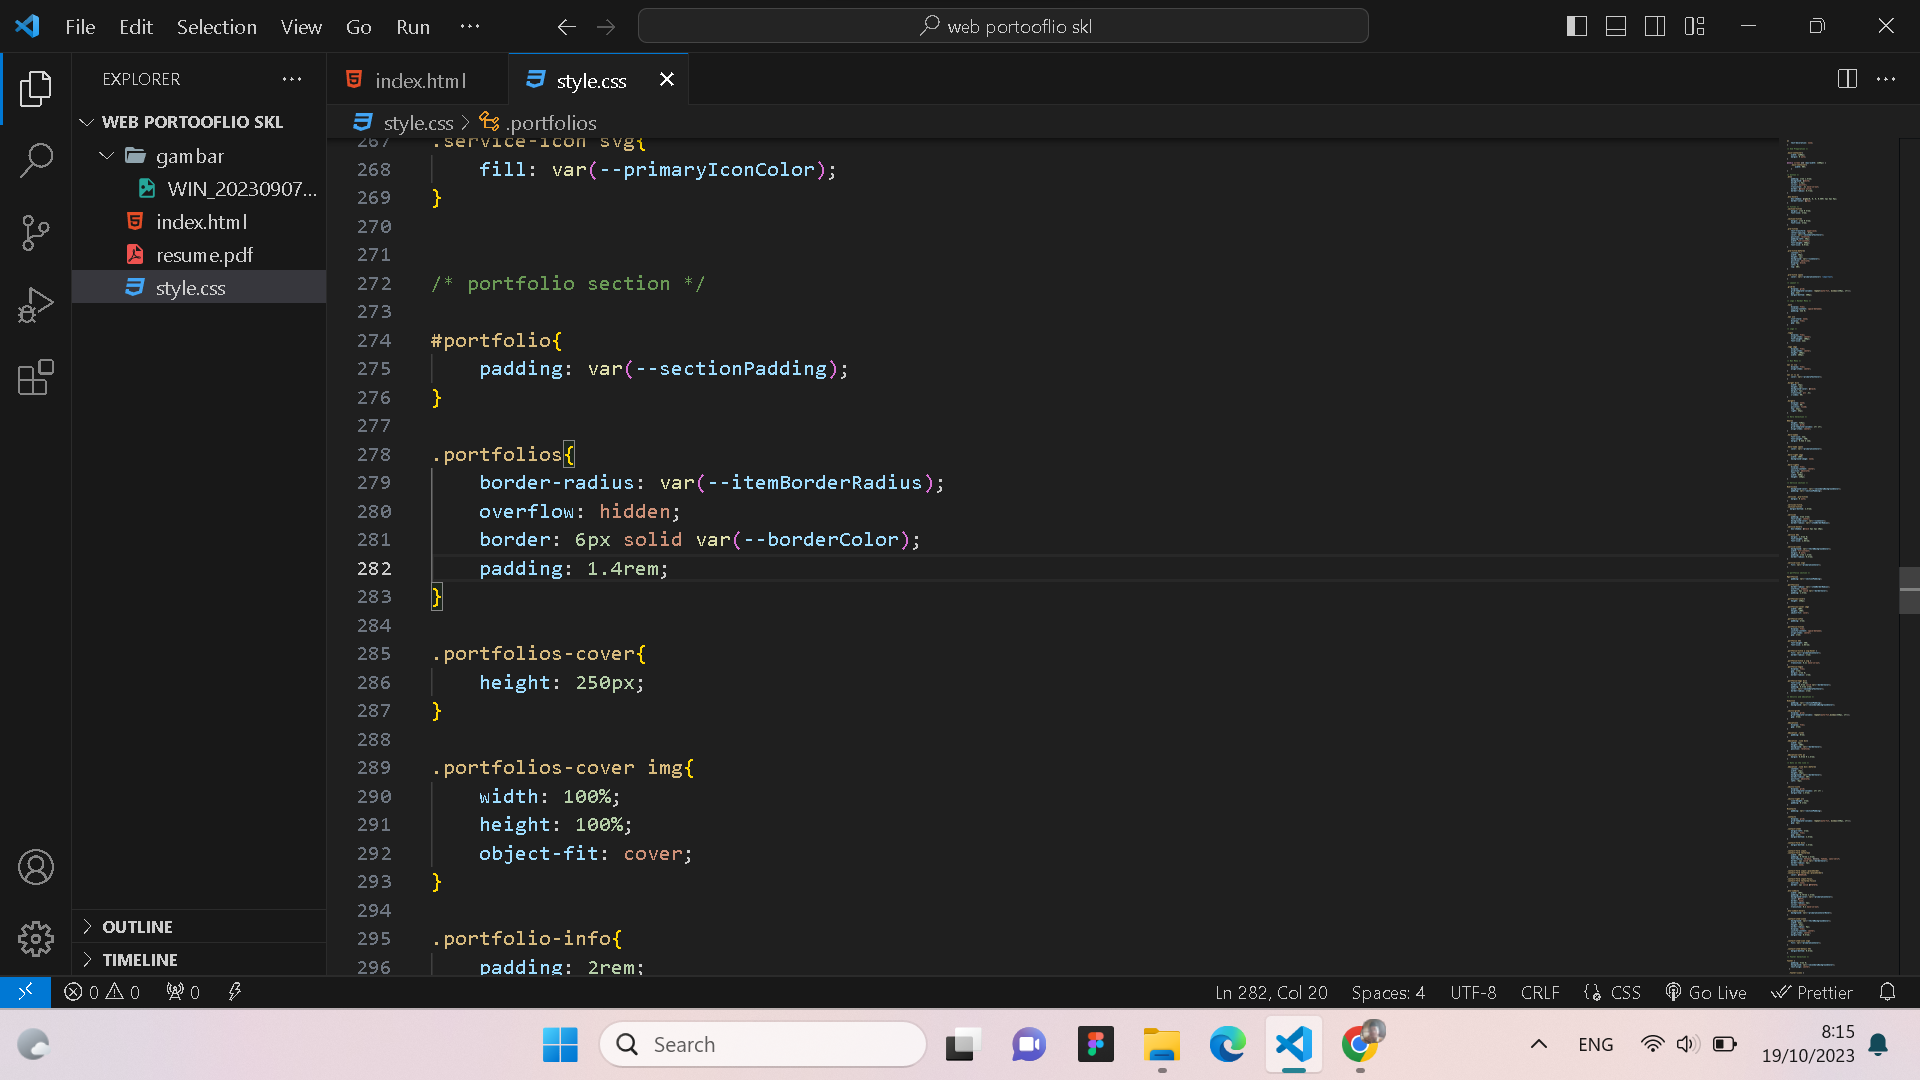 File Edit Selection View Go Run ···
web portooflio skl
EXPLORER
index.html
style.css
WEB PORTOOFLIO SKL
gambar
WIN_20230907...
index.html
resume.pdf
style.css
OUTLINE
TIMELINE
style.css > .portfolios
267 .service-icon svg{
268 fill: var(--primaryIconColor);
269 }
270
271
272 /* portfolio section */
273
274 #portfolio{
275 padding: var(--sectionPadding);
276 }
277
278 .portfolios{
279 border-radius: var(--itemBorderRadius);
280 overflow: hidden;
281 border: 6px solid var(--borderColor);
282 padding: 1.4rem;
283 }
284
285 .portfolios-cover{
286 height: 250px;
287 }
288
289 .portfolios-cover img{
290 width: 100%;
291 height: 100%;
292 object-fit: cover;
293 }
294
295 .portfolio-info{
296 padding: 2rem;
0 0 0
Ln 282, Col 20 Spaces: 4 UTF-8 CRLF CSS Go Live Prettier
Search
ENG
8:15
19/10/2023